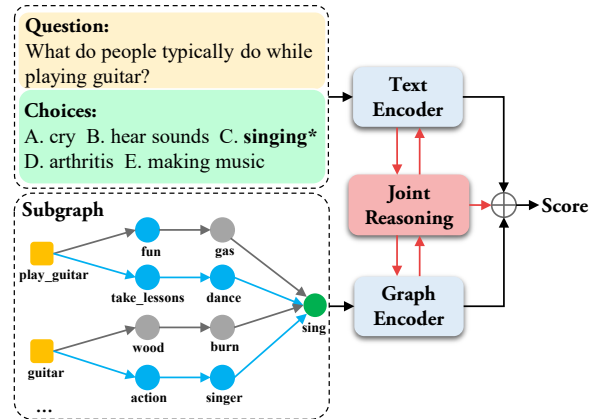 Question:
What do people typically do while
playing guitar?
Choices:
A. cry B. hear sounds C. singing*
D. arthritis E. making music
Subgraph
fun
gas
play_guitar
take_lessons
dance
sing
wood
burn
guitar
action
singer
...
Text
Encoder
Joint
Reasoning
Score
Graph
Encoder